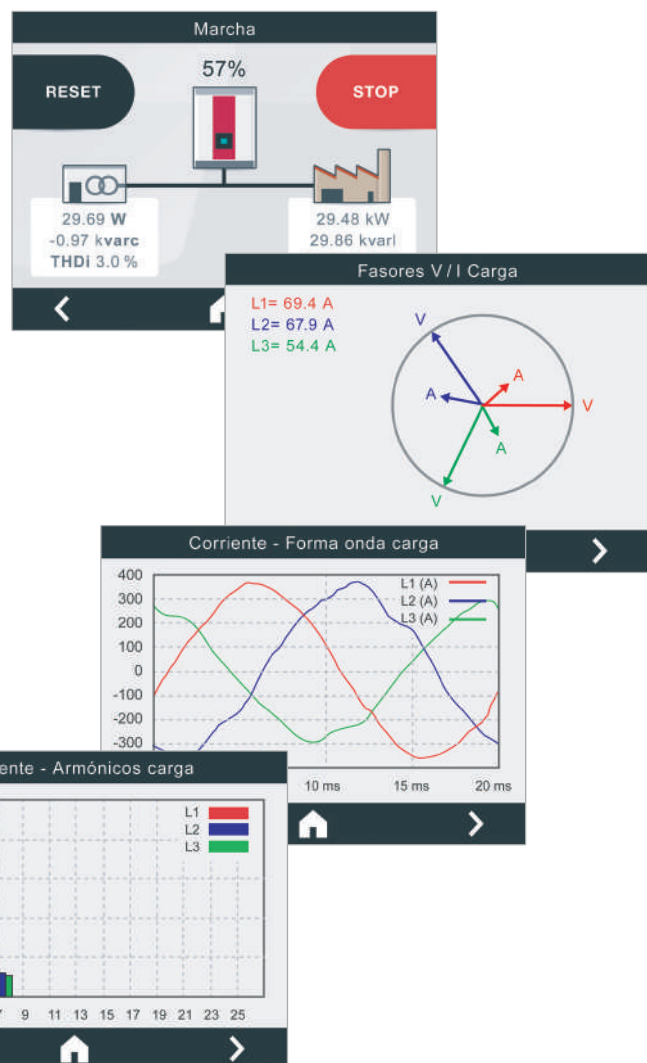 Marcha
57%
RESET
STOP
29.69 W
-0.97 kvarc
THDi 3.0 %
29.48 kW
29.86 kvarl
Fasores V / I Carga
L1= 69.4 A
L2= 67.9 A
L3= 54.4 A
V
A
A
V
A
V
Corriente - Forma onda carga
400
300
200
100
0
-100
-200
-300
L1 (A)
L2 (A)
L3 (A)
10 ms 15 ms 20 ms
ente - Armónicos carga
L1
L2
L3
9 11 13 15 17 19 21 23 25